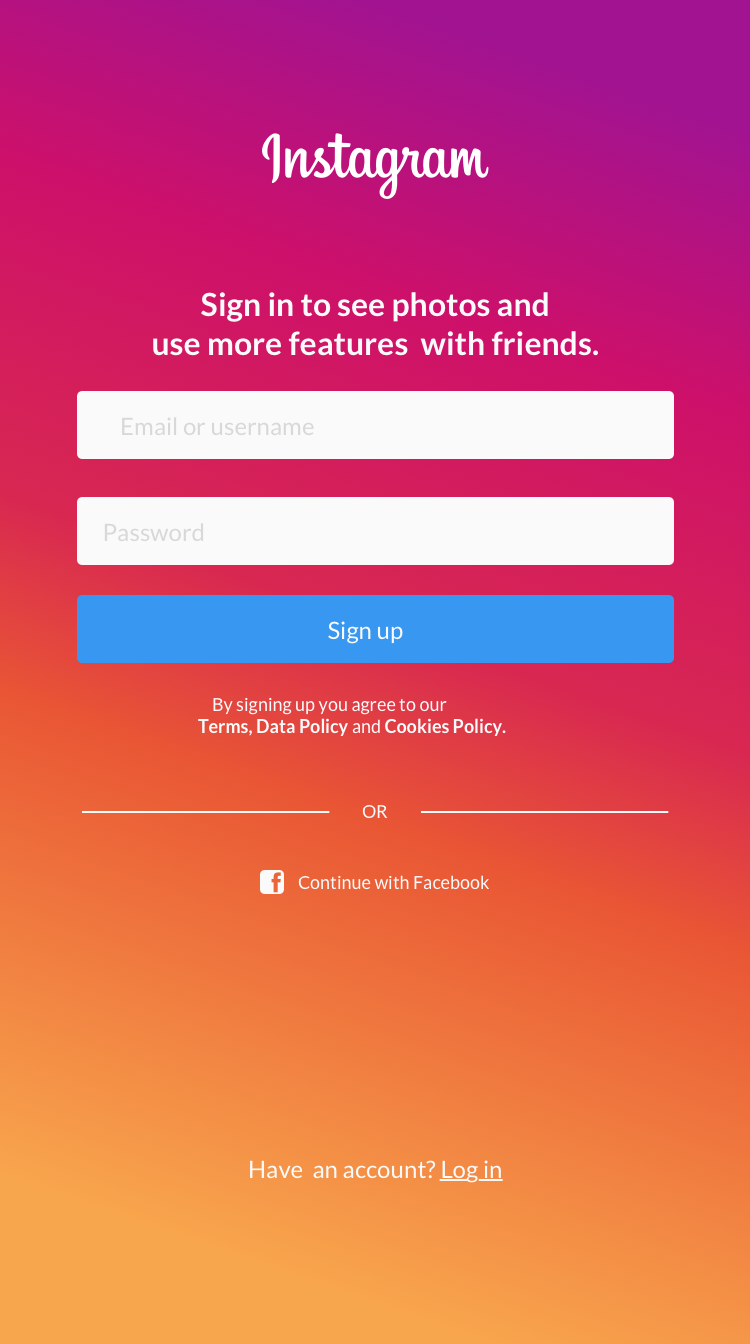 Instagram
Sign in to see photos and
use more features  with friends.
Email or username
Password
Sign up
By signing up you agree to our
Terms, Data Policy and Cookies Policy.
OR
f Continue with Facebook
Have  an account? Log in